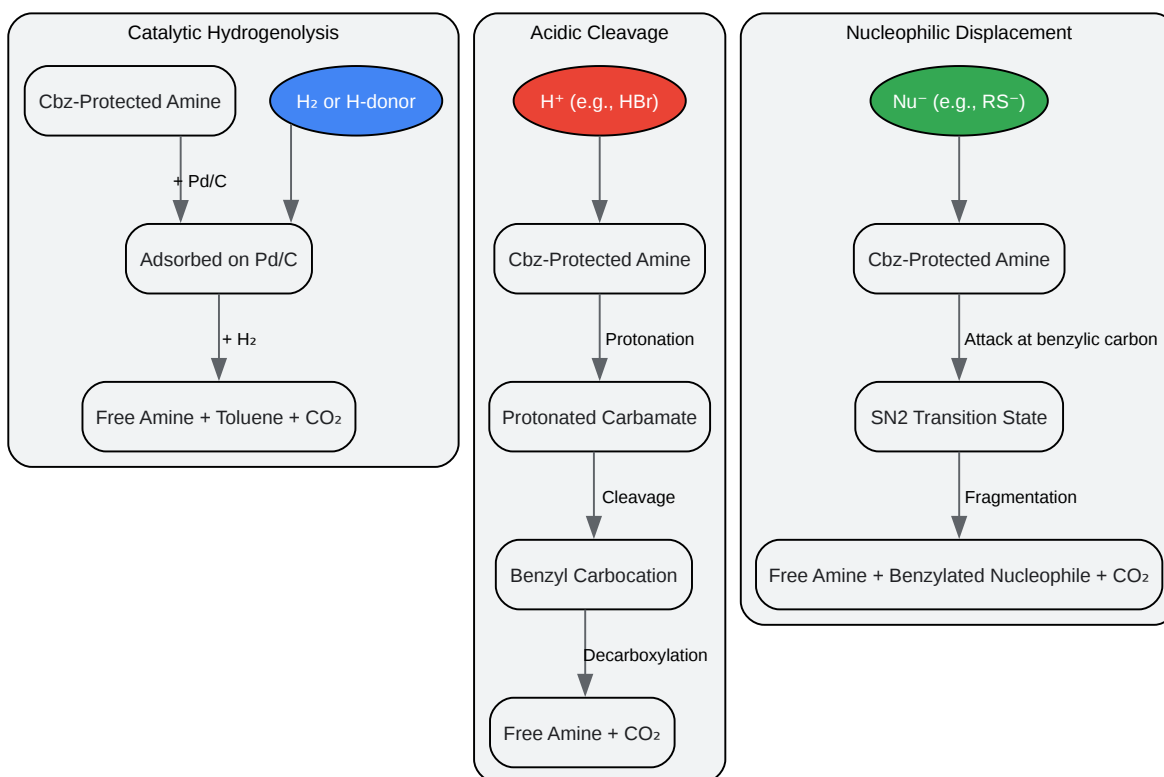 Catalytic Hydrogenolysis
Cbz-Protected Amine
H₂ or H-donor
+ Pd/C
Adsorbed on Pd/C
+ H₂
Free Amine + Toluene + CO₂
Acidic Cleavage
H⁺ (e.g., HBr)
Cbz-Protected Amine
Protonation
Protonated Carbamate
Cleavage
Benzyl Carbocation
Decarboxylation
Free Amine + CO₂
Nucleophilic Displacement
Nu⁻ (e.g., RS⁻)
Cbz-Protected Amine
Attack at benzylic carbon
SN2 Transition State
Fragmentation
Free Amine + Benzylated Nucleophile + CO₂